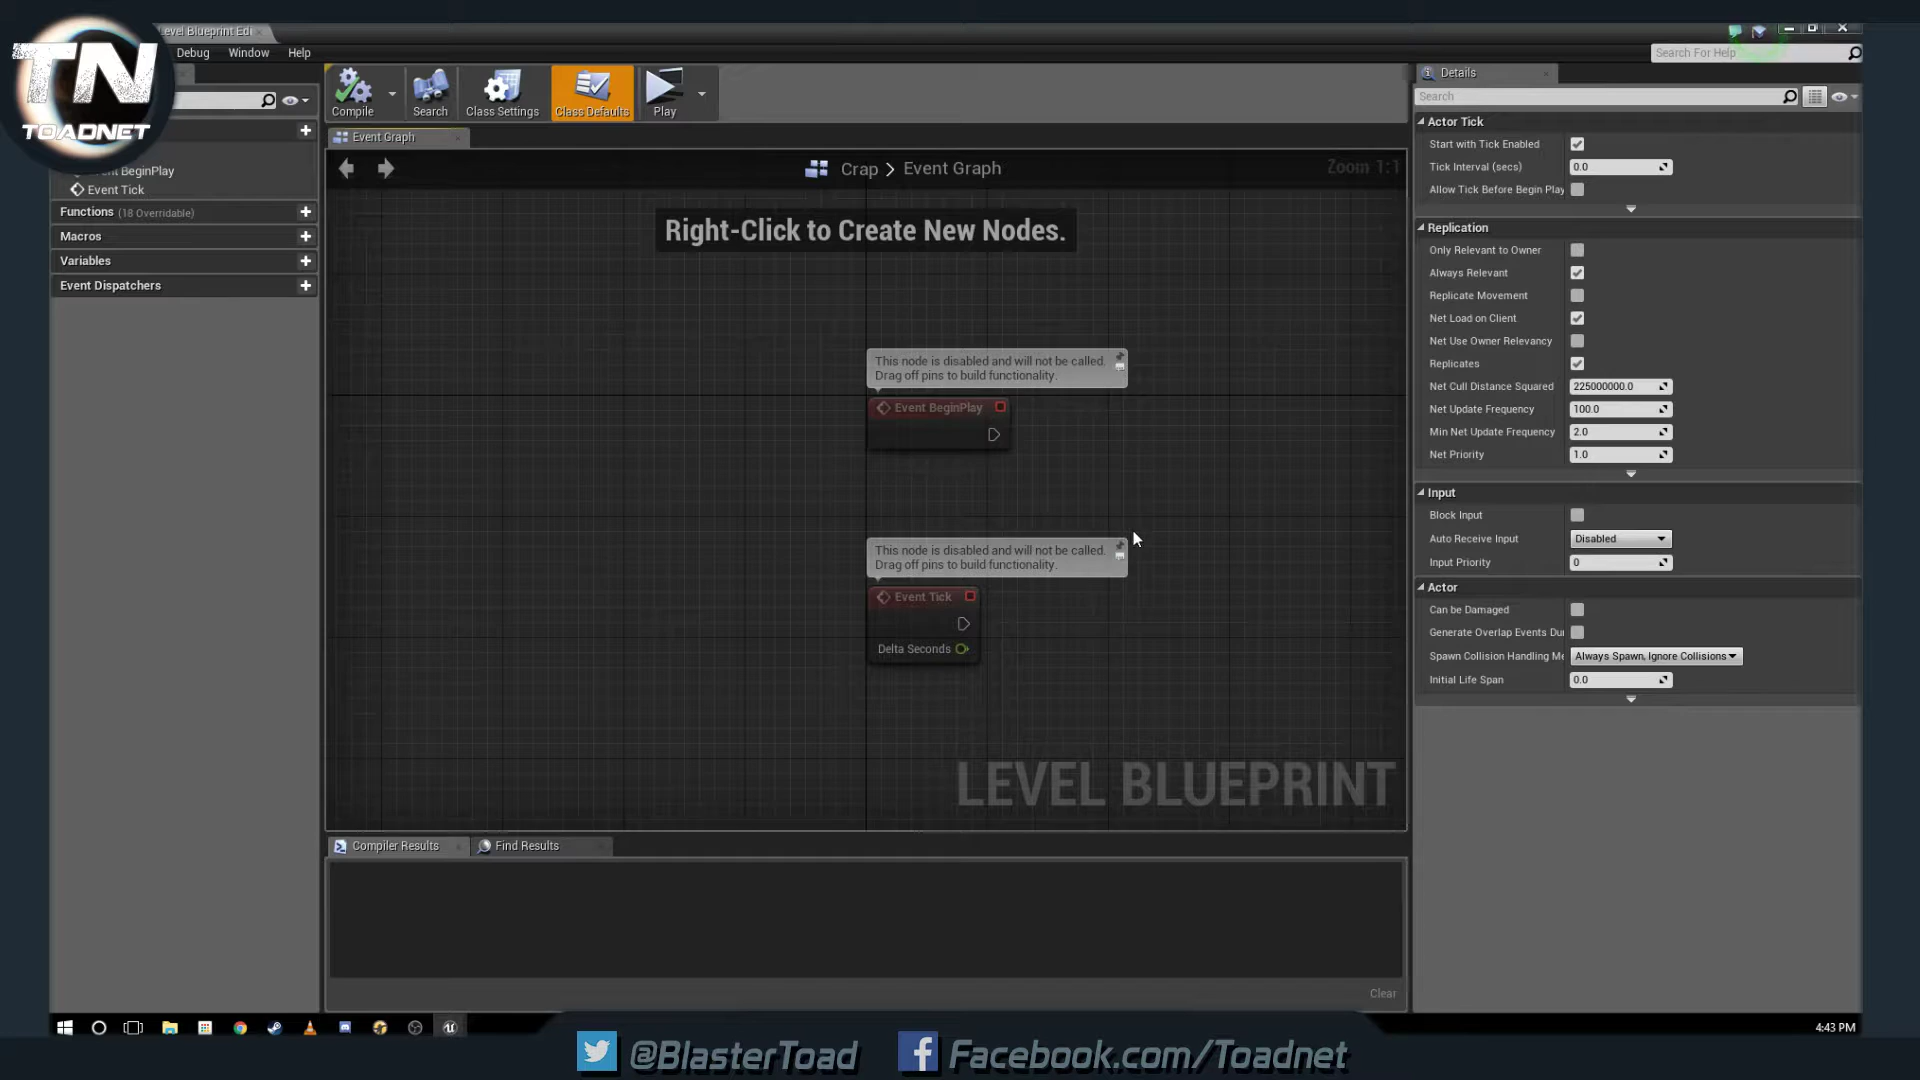 TN
TOADNET
Level Blueprint Edi
Debug
Window
Help
Search For Help
Compile
Search
Class Settings
Class Defaults
Play
Event Graph
Crap > Event Graph
Zoom 1:1
Right-Click to Create New Nodes.
BeginPlay
Event Tick
Functions (18 Overridable)
Macros
Variables
Event Dispatchers
This node is disabled and will not be called.
Drag off pins to build functionality.
Event BeginPlay
This node is disabled and will not be called.
Drag off pins to build functionality.
Event Tick
Delta Seconds
LEVEL BLUEPRINT
Compiler Results
Find Results
Clear
Details
Search
Actor Tick
Start with Tick Enabled
Tick Interval (secs) 0.0
Allow Tick Before Begin Play
Replication
Only Relevant to Owner
Always Relevant
Replicate Movement
Net Load on Client
Net Use Owner Relevancy
Replicates
Net Cull Distance Squared 225000000.0
Net Update Frequency 100.0
Min Net Update Frequency 2.0
Net Priority 1.0
Input
Block Input
Auto Receive Input Disabled
Input Priority 0
Actor
Can be Damaged
Generate Overlap Events Du
Spawn Collision Handling Me Always Spawn, Ignore Collisions
Initial Life Span 0.0
4:43 PM
@BlasterToad
Facebook.com/Toadnet